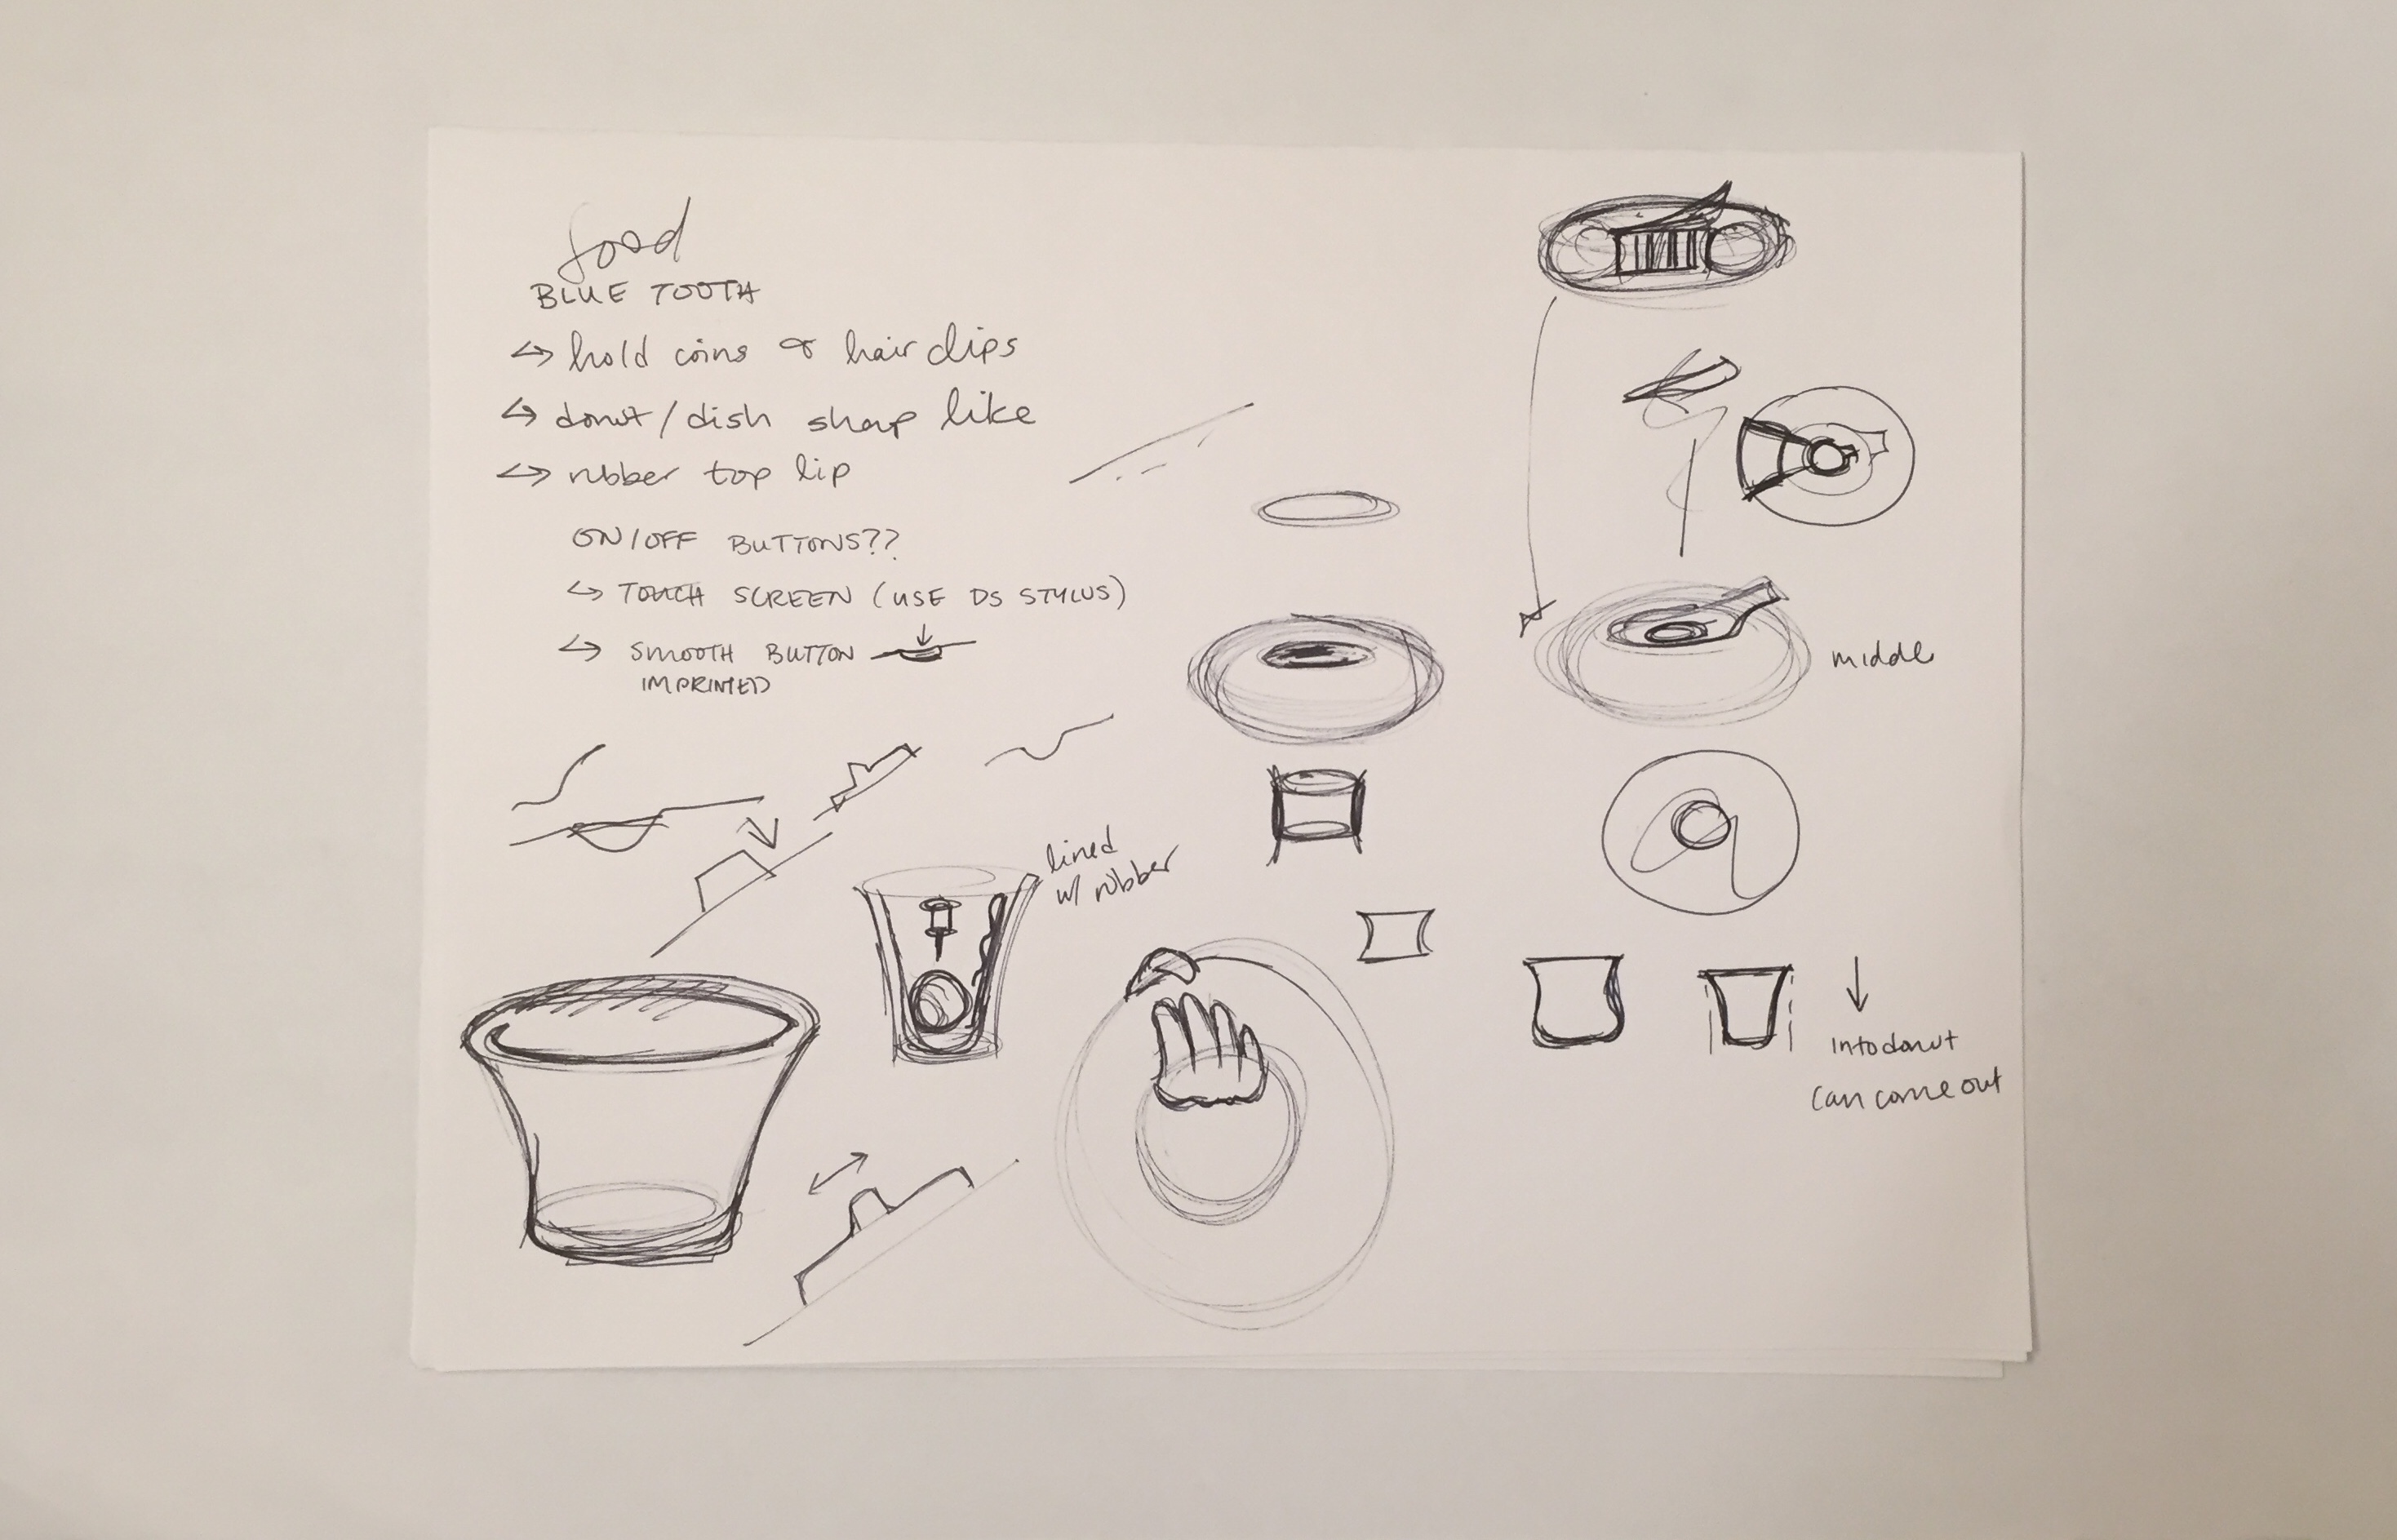 food
BLUE TOOTH
↳ hold coins & hair clips
↳ donut/dish shap like
↳ rubber top lip
ON/OFF BUTTONS??
↳ TOUCH SCREEN (USE DS STYLUS)
↳ SMOOTH BUTTON
IMPRINTED
middle
lined
w/ rubber
into donut
can come out